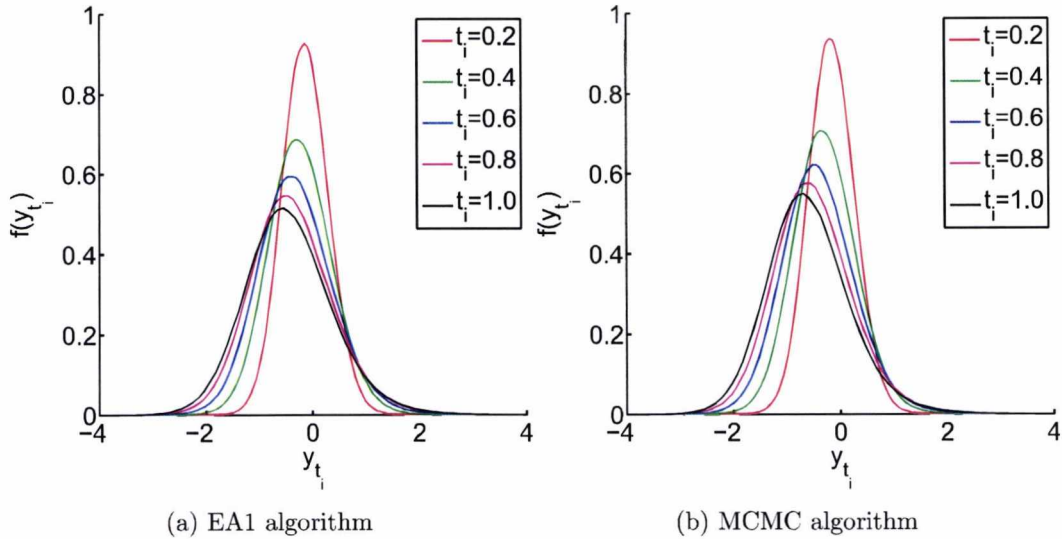 1
0.8
0.6
0.4
0.2
0
−4
−2
0
2
4
f(y_{t_i})
y_{t_i}
t_i=0.2
t_i=0.4
t_i=0.6
t_i=0.8
t_i=1.0
(a) EA1 algorithm
1
0.8
0.6
0.4
0.2
0
−4
−2
0
2
4
f(y_{t_i})
y_{t_i}
t_i=0.2
t_i=0.4
t_i=0.6
t_i=0.8
t_i=1.0
(b) MCMC algorithm